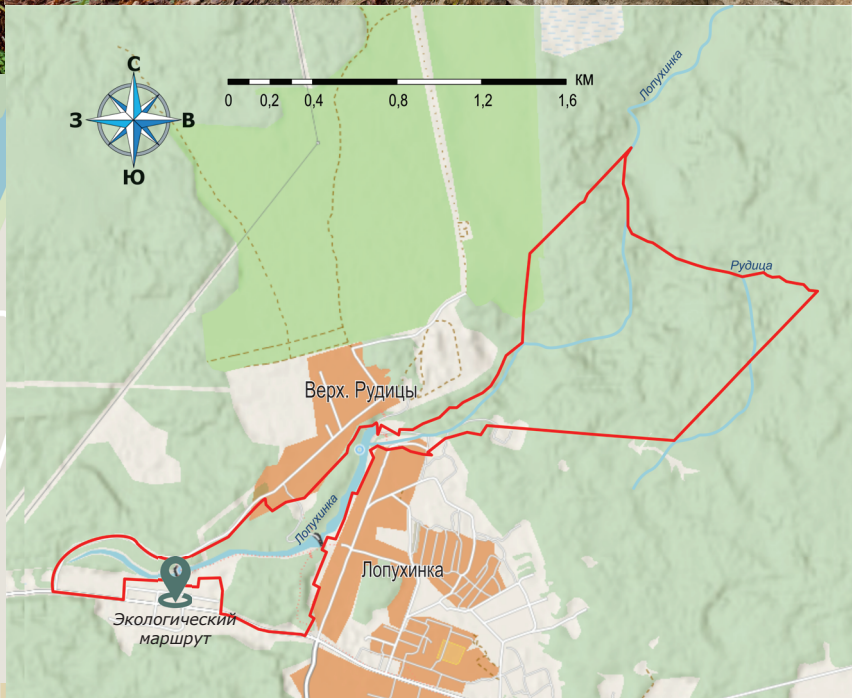 С
З
В
Ю
км
0 0,2 0,4 0,8 1,2 1,6
Лопухинка
Рудица
Верх. Рудицы
Лопухинка
Лопухинка
Экологический
маршрут